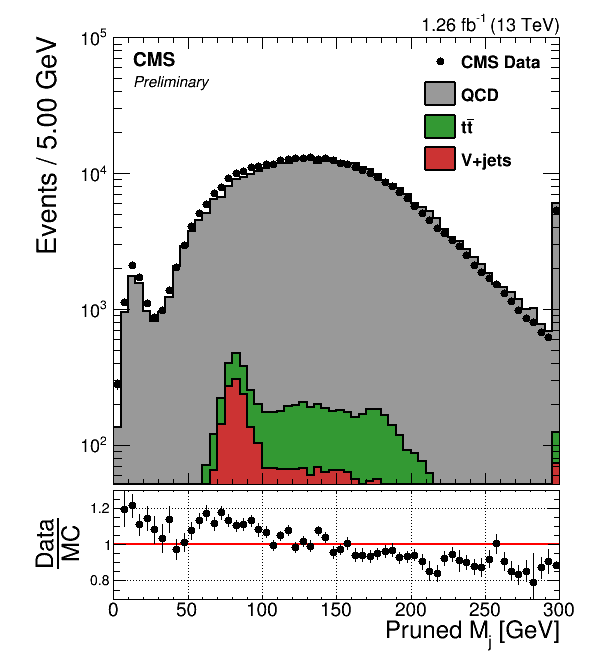 1.26 fb⁻¹ (13 TeV)
CMS
Preliminary
CMS Data
QCD
tt̄
V+jets
Events / 5.00 GeV
10⁵
10⁴
10³
10²
Data
MC
1.2
1
0.8
0 50 100 150 200 250 300
Pruned Mⱼ [GeV]